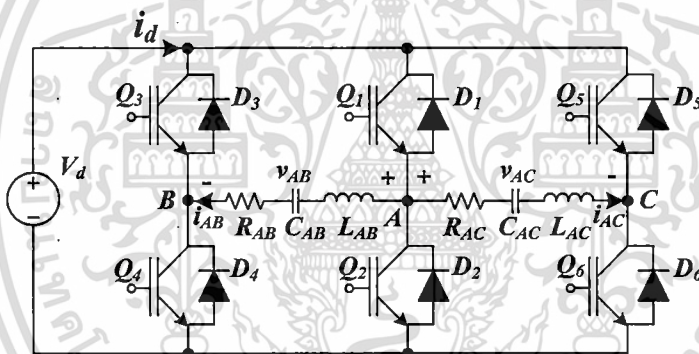 i_d
Q_3 D_3 Q_1 D_1 Q_5 D_5
V_d + -
- v_AB + + v_AC -
B i_AB R_AB C_AB L_AB A R_AC C_AC L_AC i_AC C
Q_4 D_4 Q_2 D_2 Q_6 D_6